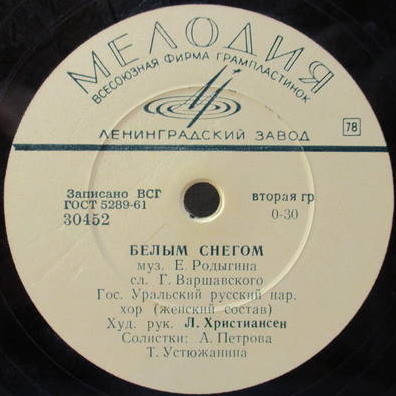 МЕЛОДИЯ
ВСЕСОЮЗНАЯ ФИРМА ГРАМПЛАСТИНОК
ЛЕНИНГРАДСКИЙ ЗАВОД
78
Записано ВСГ
ГОСТ 5289-61
30452
вторая гр
0-30
БЕЛЫМ СНЕГОМ
муз. Е. Родыгина
сл. Г. Варшавского
Гос. Уральский русский нар.
хор (женский состав)
Худ. рук. Л. Христиансен
Солистки: А. Петрова
Т. Устюжанина